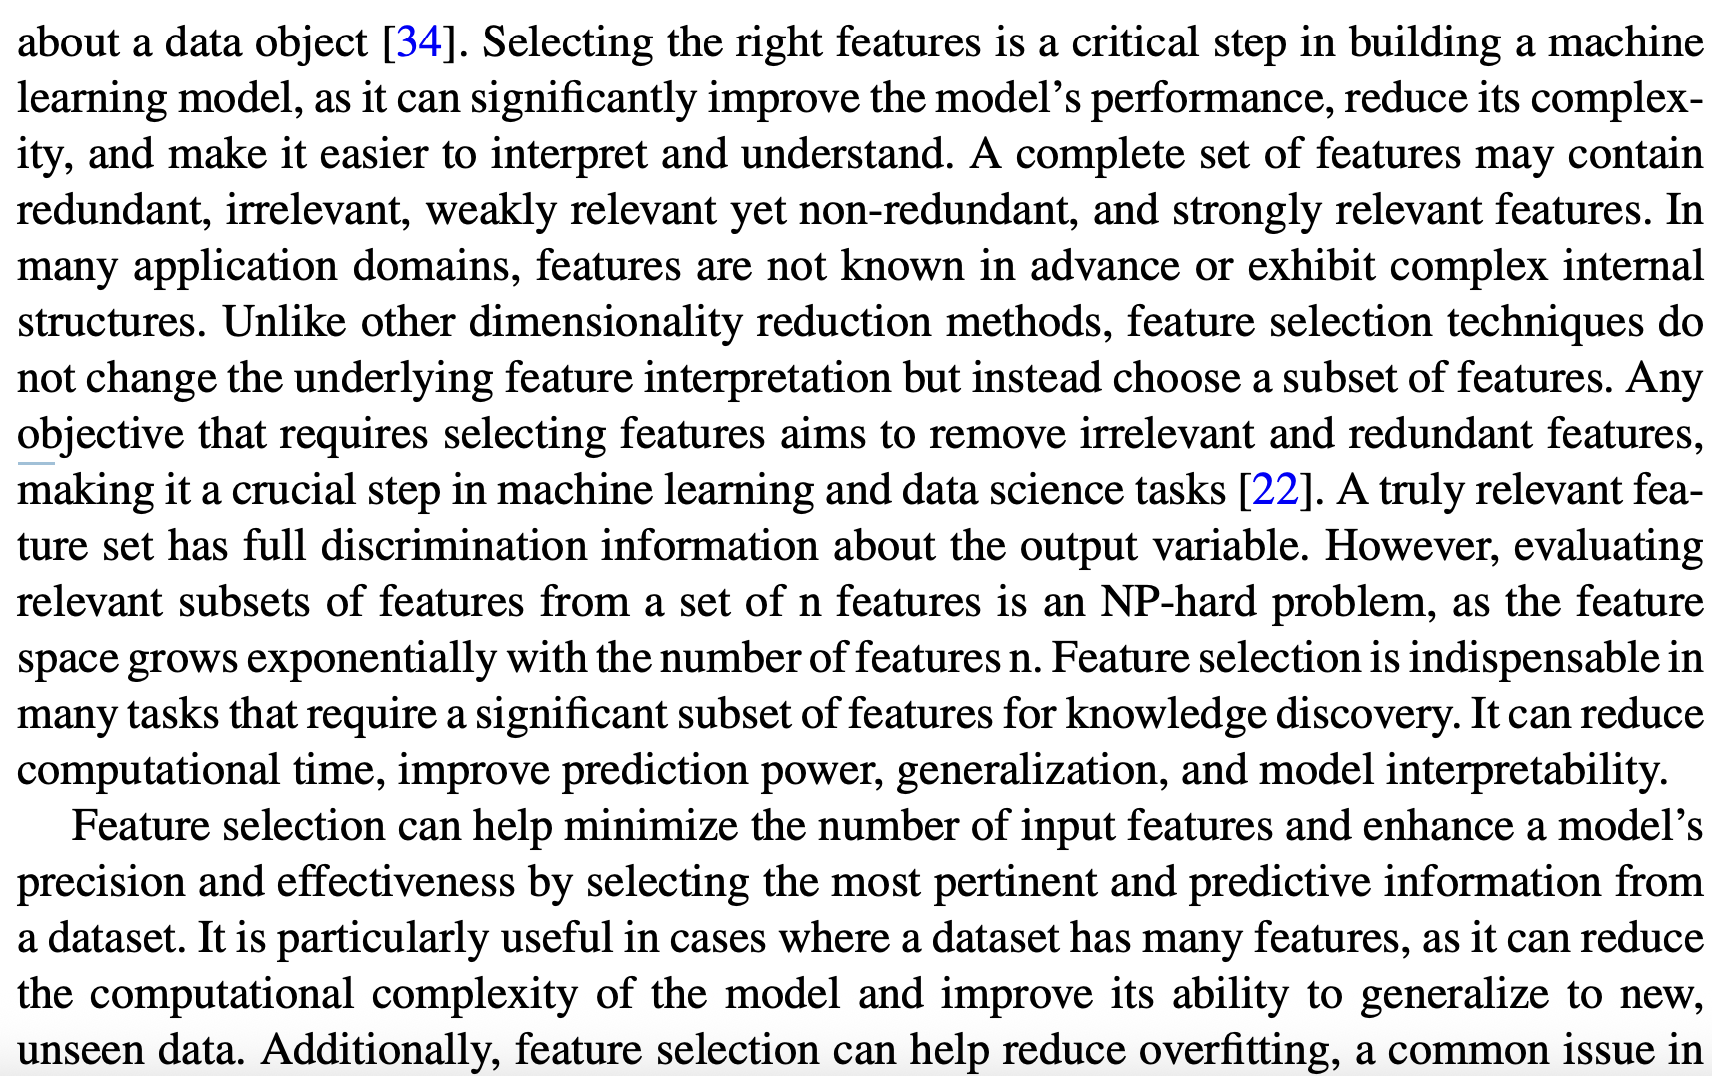 about a data object [34]. Selecting the right features is a critical step in building a machine
learning model, as it can significantly improve the model’s performance, reduce its complex-
ity, and make it easier to interpret and understand. A complete set of features may contain
redundant, irrelevant, weakly relevant yet non-redundant, and strongly relevant features. In
many application domains, features are not known in advance or exhibit complex internal
structures. Unlike other dimensionality reduction methods, feature selection techniques do
not change the underlying feature interpretation but instead choose a subset of features. Any
objective that requires selecting features aims to remove irrelevant and redundant features,
making it a crucial step in machine learning and data science tasks [22]. A truly relevant fea-
ture set has full discrimination information about the output variable. However, evaluating
relevant subsets of features from a set of n features is an NP-hard problem, as the feature
space grows exponentially with the number of features n. Feature selection is indispensable in
many tasks that require a significant subset of features for knowledge discovery. It can reduce
computational time, improve prediction power, generalization, and model interpretability.
Feature selection can help minimize the number of input features and enhance a model’s
precision and effectiveness by selecting the most pertinent and predictive information from
a dataset. It is particularly useful in cases where a dataset has many features, as it can reduce
the computational complexity of the model and improve its ability to generalize to new,
unseen data. Additionally, feature selection can help reduce overfitting, a common issue in